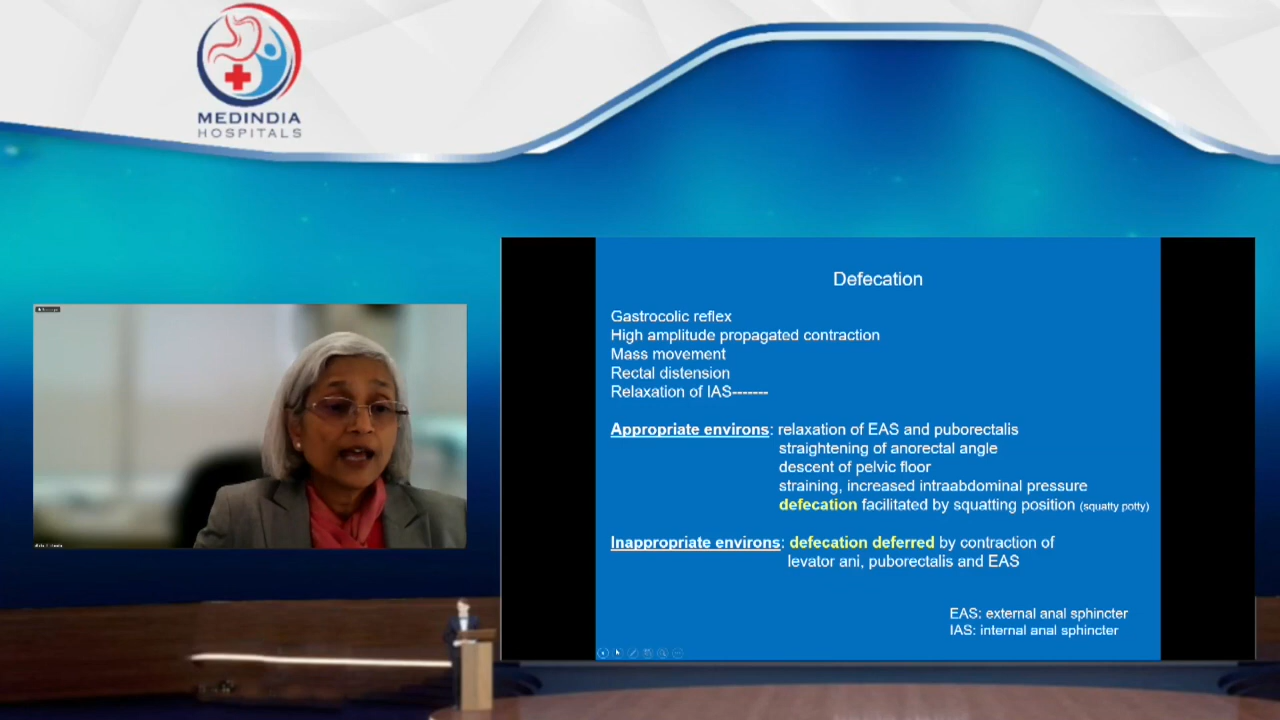 MEDINDIA
HOSPITALS
Defecation
Gastrocolic reflex
High amplitude propagated contraction
Mass movement
Rectal distension
Relaxation of IAS-------
Appropriate environs: relaxation of EAS and puborectalis
straightening of anorectal angle
descent of pelvic floor
straining, increased intraabdominal pressure
defecation facilitated by squatting position (squatty potty)
Inappropriate environs: defecation deferred by contraction of
levator ani, puborectalis and EAS
EAS: external anal sphincter
IAS: internal anal sphincter